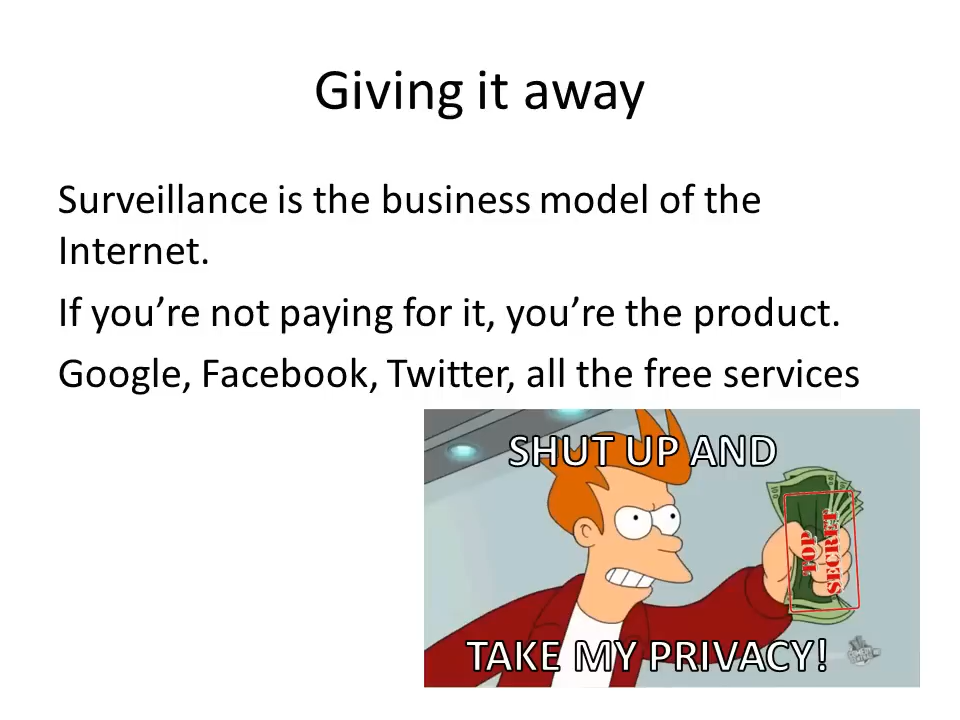 Giving it away
Surveillance is the business model of the
Internet.
If you’re not paying for it, you’re the product.
Google, Facebook, Twitter, all the free services
SHUT UP AND
TOP
SECRET
TAKE MY PRIVACY!